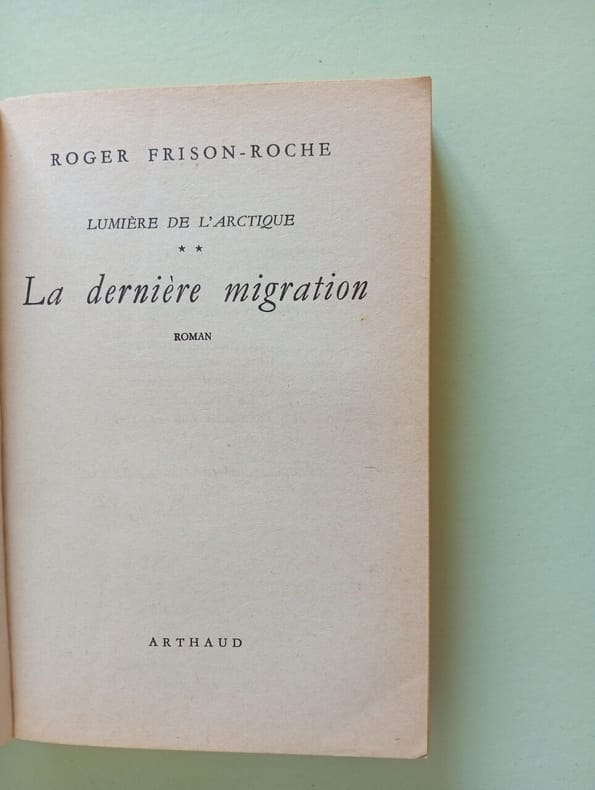 ROGER FRISON-ROCHE
LUMIÈRE DE L'ARCTIQUE
★ ★
La dernière migration
ROMAN
ARTHAUD